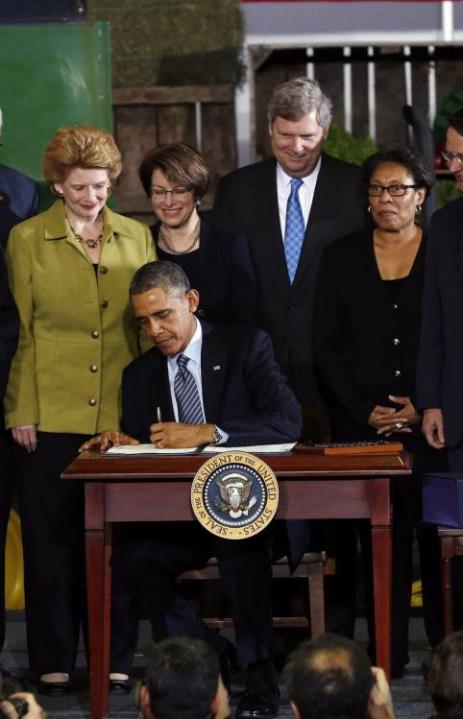 SEAL OF THE PRESIDENT OF THE UNITED STATES